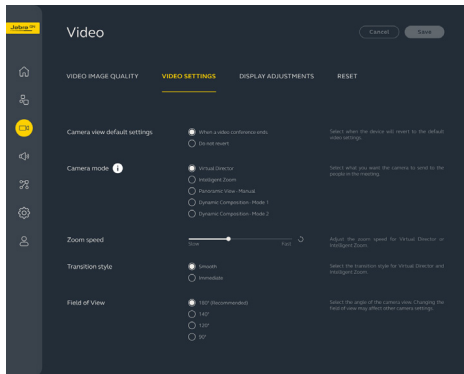 Jabra GN
Video
Cancel
Save
VIDEO IMAGE QUALITY
VIDEO SETTINGS
DISPLAY ADJUSTMENTS
RESET
Camera view default settings
When a video conference ends
Do not revert
Select when the device will revert to the default
video settings.
Camera mode
i
Virtual Director
Intelligent Zoom
Panoramic View - Manual
Dynamic Composition - Mode 1
Dynamic Composition - Mode 2
Select what you want the camera to send to the
people in the meeting.
Zoom speed
Slow
Fast
Adjust the zoom speed for Virtual Director or
Intelligent Zoom.
Transition style
Smooth
Immediate
Select the transition style for Virtual Director and
Intelligent Zoom.
Field of View
180° (Recommended)
140°
120°
90°
Select the angle of the camera view. Changing the
field of view may affect other camera settings.